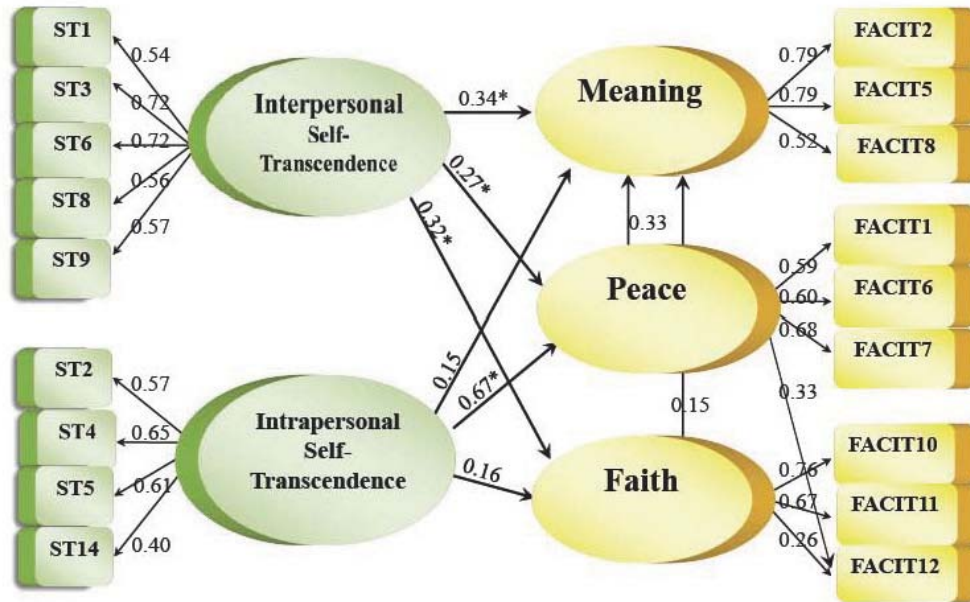 ST1
ST3
ST6
ST8
ST9
0.54
0.72
0.72
0.56
0.57
Interpersonal
Self-
Transcendence
0.34*
0.27*
0.32*
Meaning
0.79
0.79
0.52
FACIT2
FACIT5
FACIT8
0.33
Peace
0.59
0.60
0.68
0.33
FACIT1
FACIT6
FACIT7
ST2
ST4
ST5
ST14
0.57
0.65
0.61
0.40
Intrapersonal
Self-
Transcendence
0.15
0.67*
0.16
0.15
Faith
0.76
0.67
0.26
FACIT10
FACIT11
FACIT12